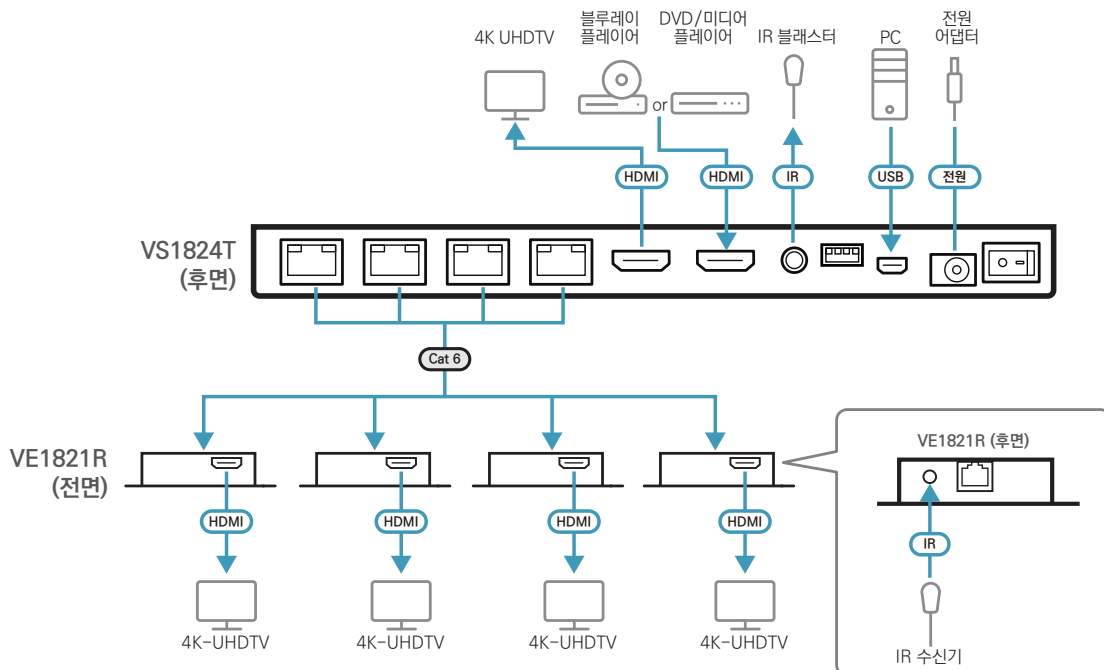 4K UHDTV
블루레이
플레이어
or
DVD/미디어
플레이어
IR 블래스터
PC
전원
어댑터
HDMI
HDMI
IR
USB
전원
VS1824T
(후면)
Cat 6
VE1821R
(전면)
VE1821R (후면)
HDMI
HDMI
HDMI
HDMI
IR
4K-UHDTV
4K-UHDTV
4K-UHDTV
4K-UHDTV
IR 수신기